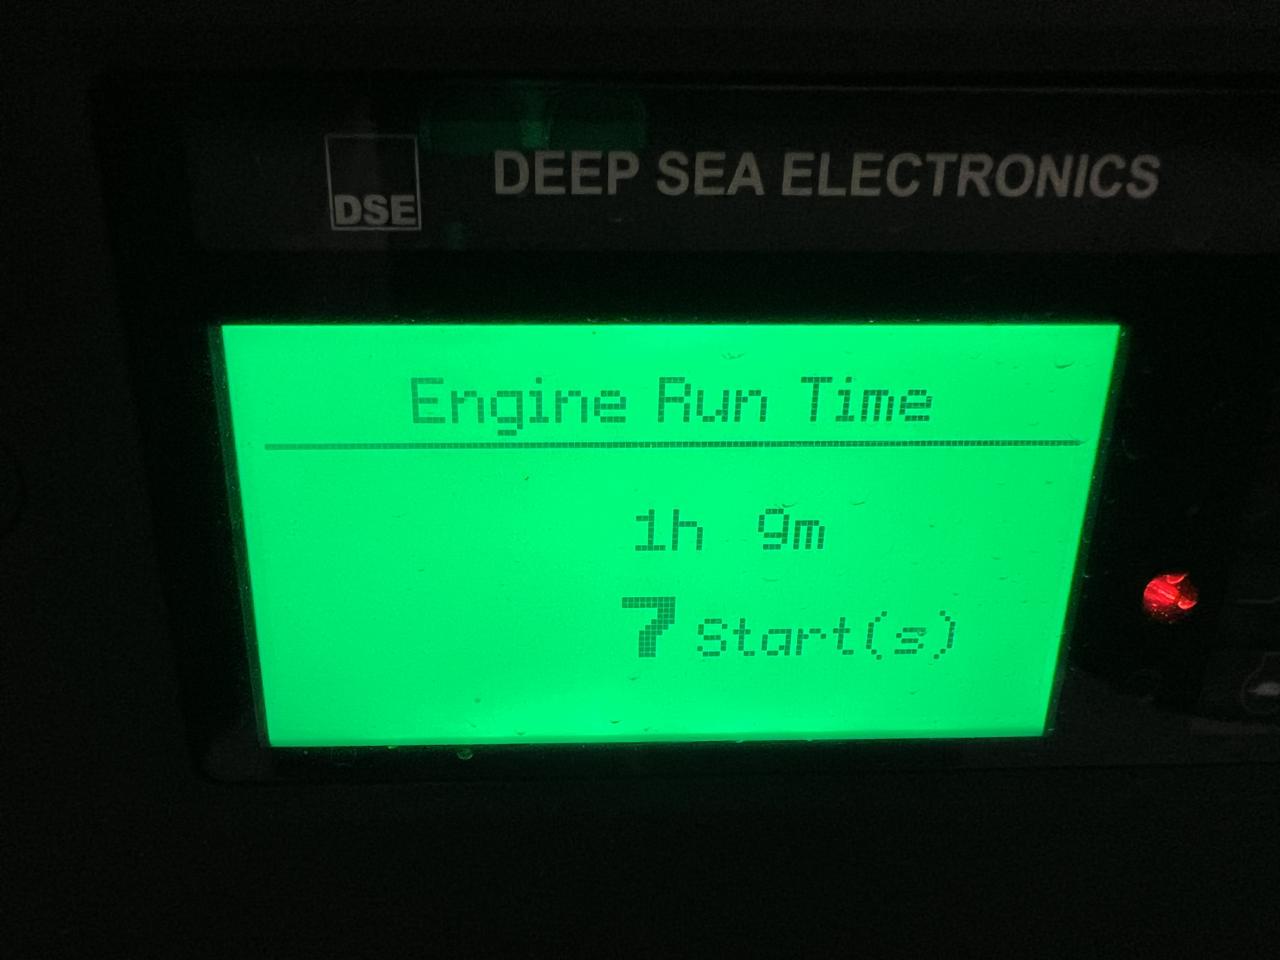 DSE
DEEP SEA ELECTRONICS
Engine Run Time
1h 9m
7 Start(s)